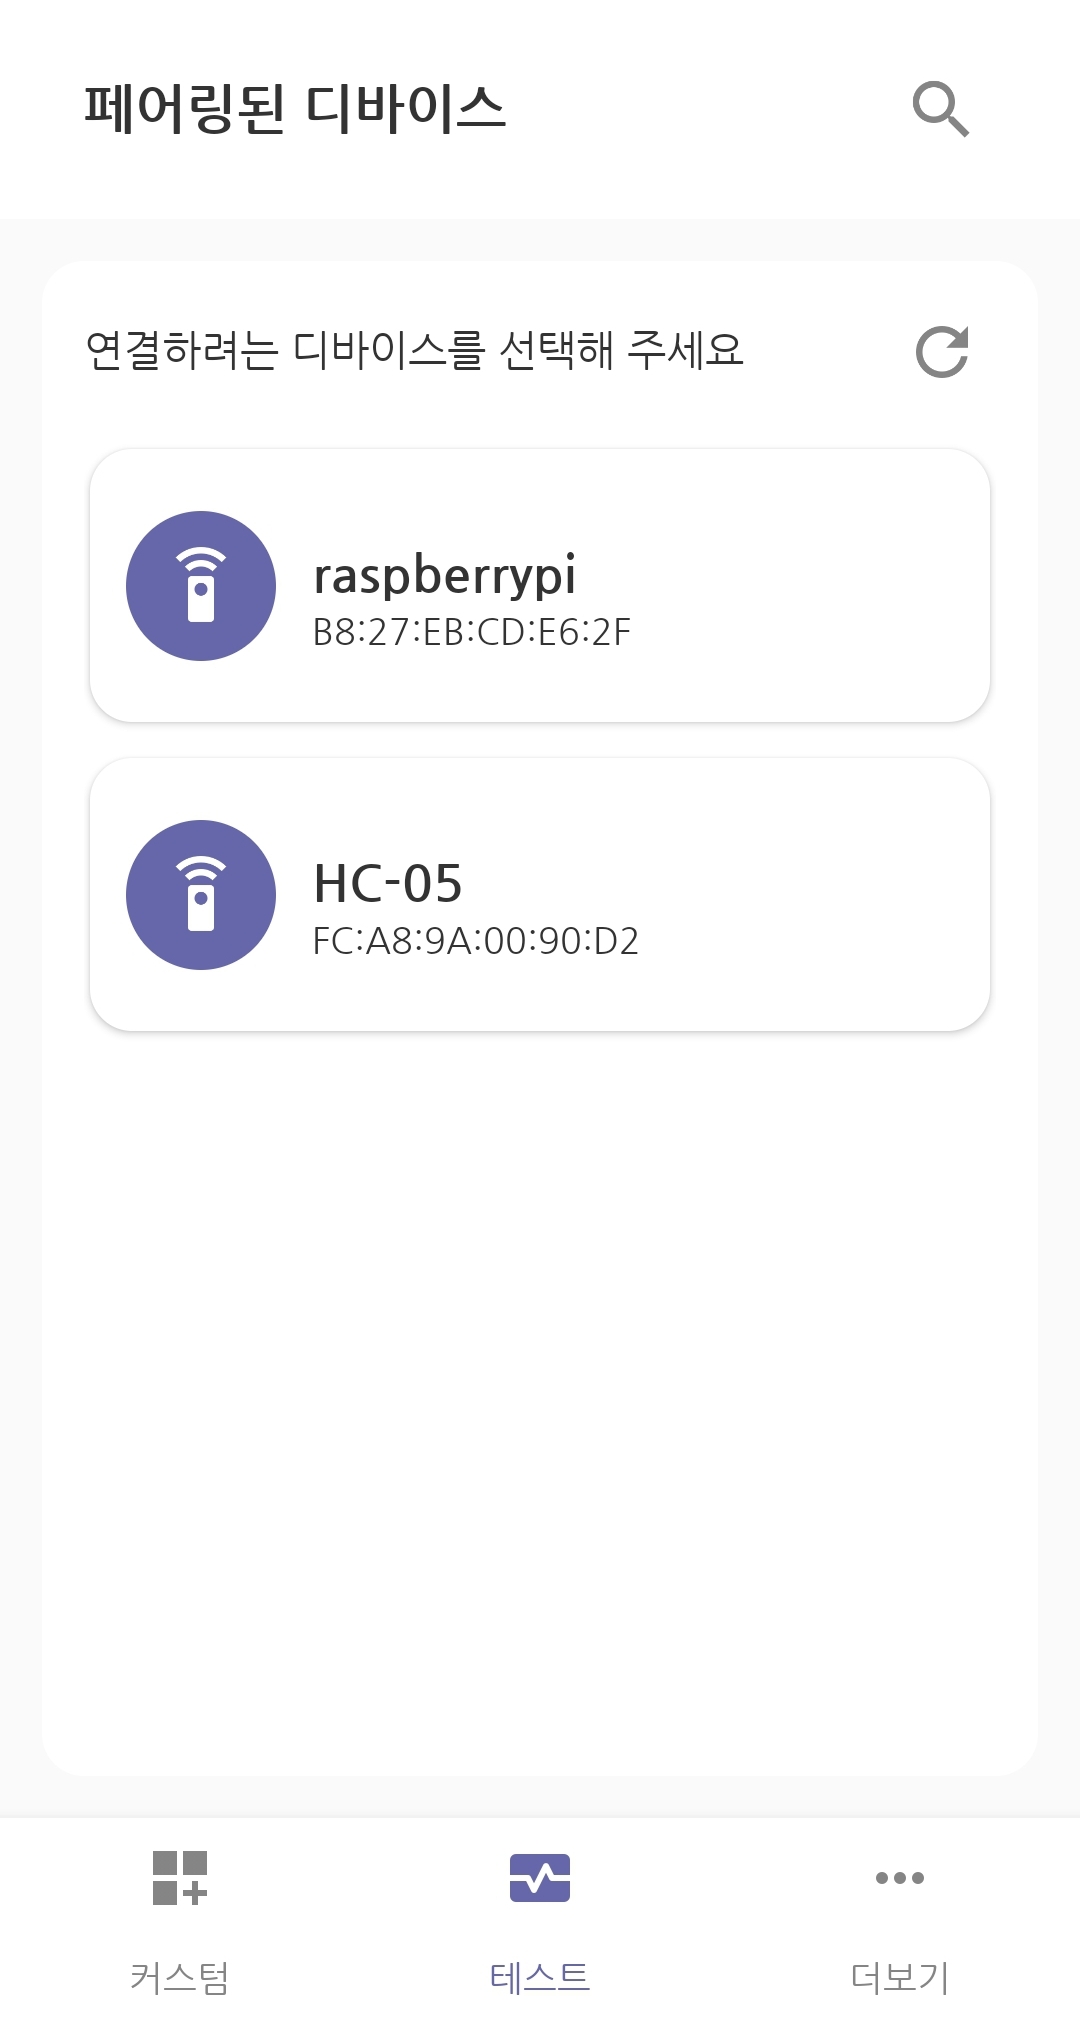 페어링된 디바이스
연결하려는 디바이스를 선택해 주세요
raspberrypi
B8:27:EB:CD:E6:2F
HC-05
FC:A8:9A:00:90:D2
커스텀
테스트
더보기